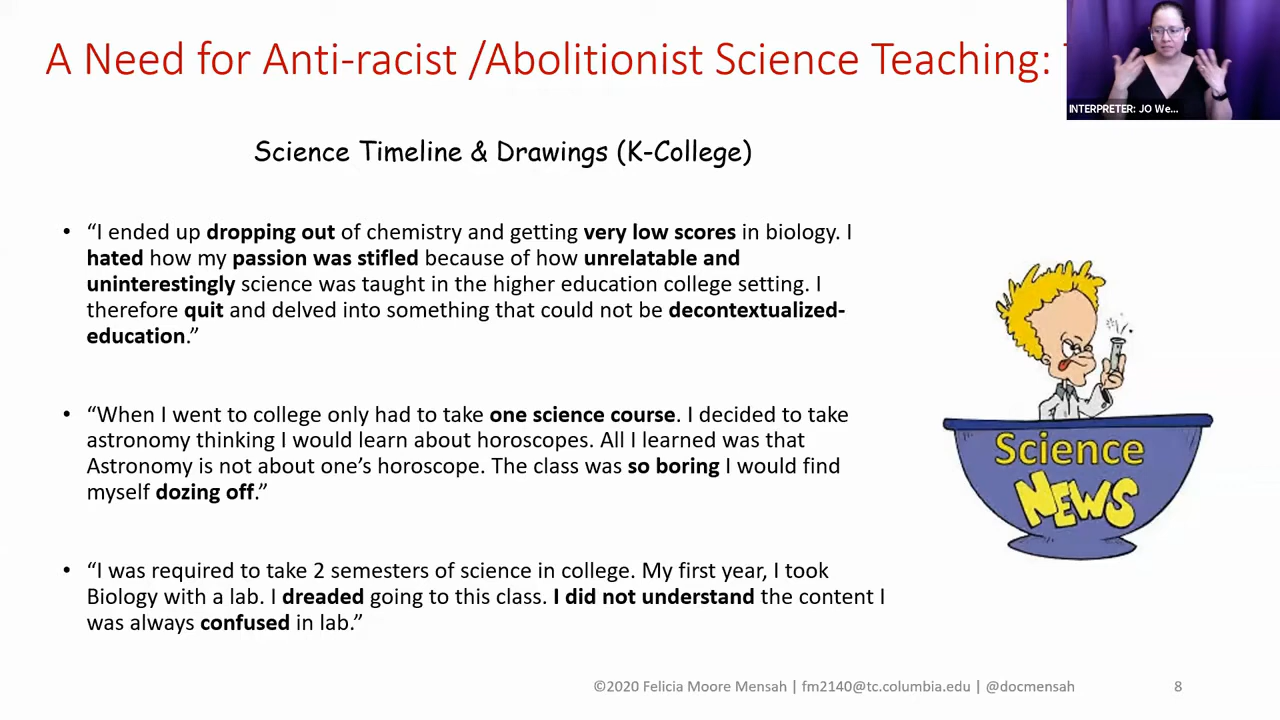 A Need for Anti-racist /Abolitionist Science Teaching:
INTERPRETER: JO We...
Science Timeline & Drawings (K-College)
• “I ended up dropping out of chemistry and getting very low scores in biology. I
hated how my passion was stifled because of how unrelatable and
uninterestingly science was taught in the higher education college setting. I
therefore quit and delved into something that could not be decontextualized-
education.”
• “When I went to college only had to take one science course. I decided to take
astronomy thinking I would learn about horoscopes. All I learned was that
Astronomy is not about one’s horoscope. The class was so boring I would find
myself dozing off.”
• “I was required to take 2 semesters of science in college. My first year, I took
Biology with a lab. I dreaded going to this class. I did not understand the content I
was always confused in lab.”
Science
NEWS
©2020 Felicia Moore Mensah | fm2140@tc.columbia.edu | @docmensah
8